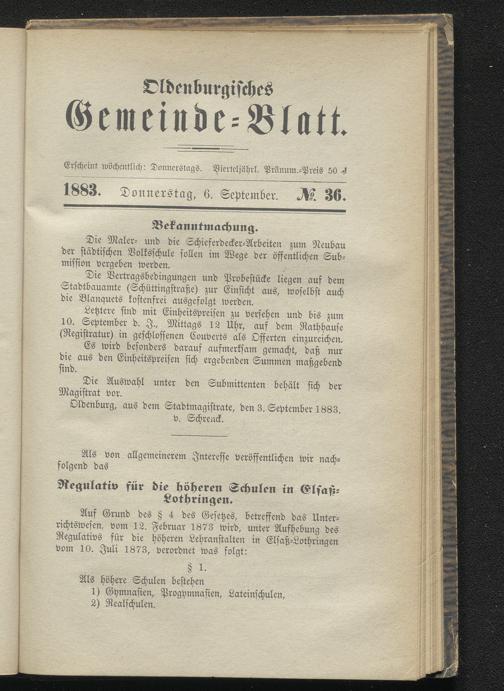 Oldenburgisches
Gemeinde-Blatt.
Erscheint wöchentlich: Donnerstags. Vierteljährl. Pränum.-Preis 50 ₰
1883. Donnerstag, 6. September. №. 36.
Bekanntmachung.
Die Maler- und die Schieferdecker-Arbeiten zum Neubau
der städtischen Volksschule sollen im Wege der öffentlichen Sub-
mission vergeben werden.
Die Vertragsbedingungen und Probestücke liegen auf dem
Stadtbauamte (Schüttingstraße) zur Einsicht aus, woselbst auch
die Blanquets kostenfrei ausgefolgt werden.
Letztere sind mit Einheitspreisen zu versehen und bis zum
10. September d. J., Mittags 12 Uhr, auf dem Rathhause
(Registratur) in geschlossenen Couverts als Offerten einzureichen.
Es wird besonders darauf aufmerksam gemacht, daß nur
die aus den Einheitspreisen sich ergebenden Summen maßgebend
sind.
Die Auswahl unter den Submittenten behält sich der
Magistrat vor.
Oldenburg, aus dem Stadtmagistrate, den 3. September 1883.
v. Schrenck.
Als von allgemeinerem Interesse veröffentlichen wir nach-
folgend das
Regulativ für die höheren Schulen in Elsaß-
Lothringen.
Auf Grund des § 4 des Gesetzes, betreffend das Unter-
richtswesen, vom 12. Februar 1873 wird, unter Aufhebung des
Regulativs für die höheren Lehranstalten in Elsaß-Lothringen
vom 10. Juli 1873, verordnet was folgt:
§ 1.
Als höhere Schulen bestehen
1) Gymnasien, Progymnasien, Lateinschulen,
2) Realschulen.